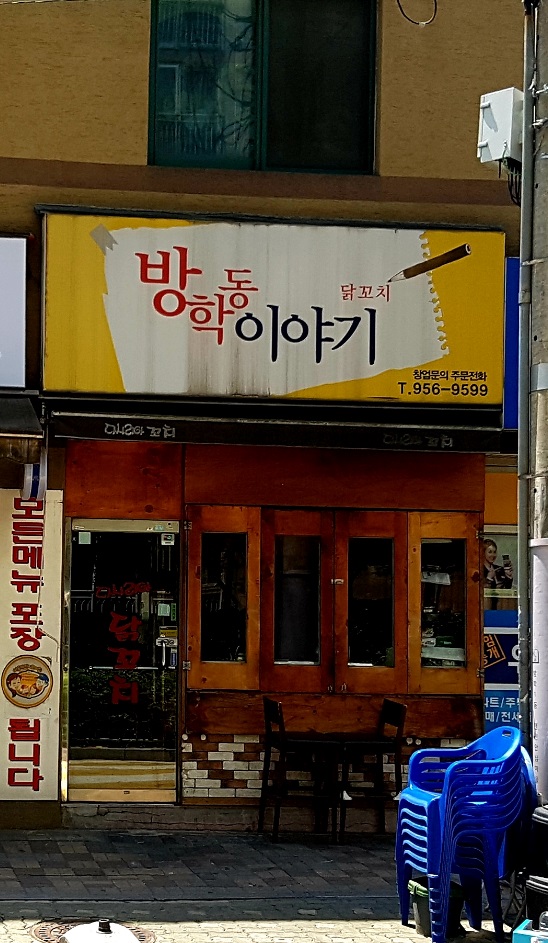 방학동
이야기
닭꼬치
창업문의 주문전화
T.956-9599
모든메뉴 포장
됩니다
닭꼬치